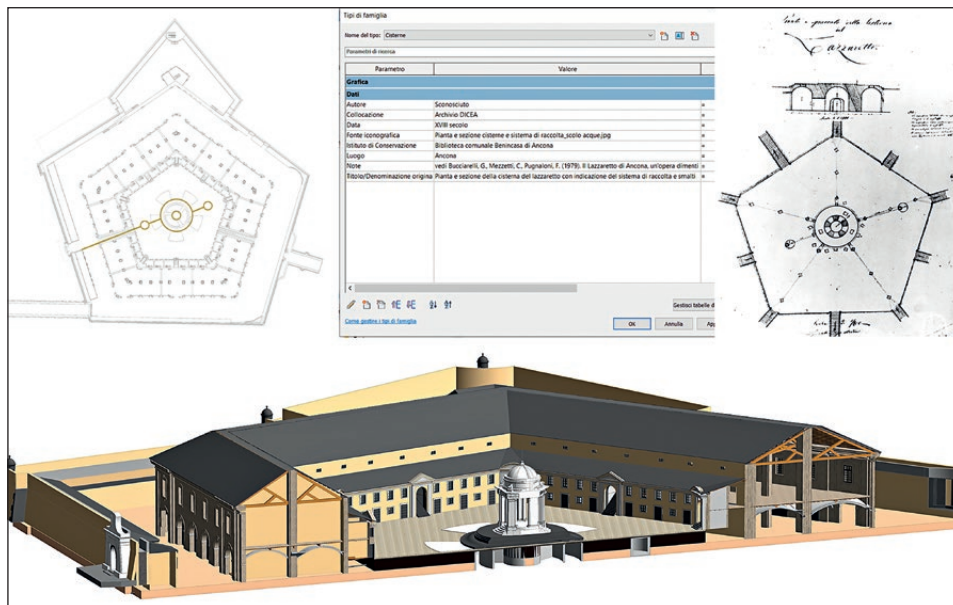 Tipi di famiglia
Nome del tipo: Cisterne
Parametri di ricerca
Parametro Valore
Grafica
Dati
Autore Sconosciuto
Collocazione Archivio DICEA
Data XVIII secolo
Fonte iconografica Pianta e sezione cisterne e sistema di raccolta_scolo acque.jpg
Istituto di Conservazione Biblioteca comunale Benincasa di Ancona
Luogo Ancona
Note vedi Bucciarelli, G., Mezzetti, C., Pugnaloni, F. (1979). Il Lazzaretto di Ancona, un'opera dimenti
Titolo/Denominazione origina Pianta e sezione della cisterna del lazzaretto con indicazione del sistema di raccolta e smalti
Gestisci tabelle d
Come gestire i tipi di famiglia
OK Annulla App
Lazzaretto